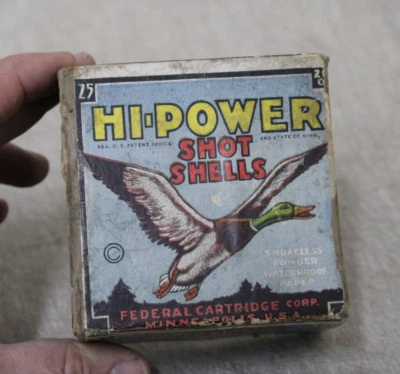 25
HI-POWER
REG. U.S. PATENT OFFICE AND STATE OF MINN.
SHOT
SHELLS
©
SMOKELESS
POWDER
WATERPROOF
PAPER
FEDERAL CARTRIDGE CORP.
MINNEAPOLIS U.S.A.